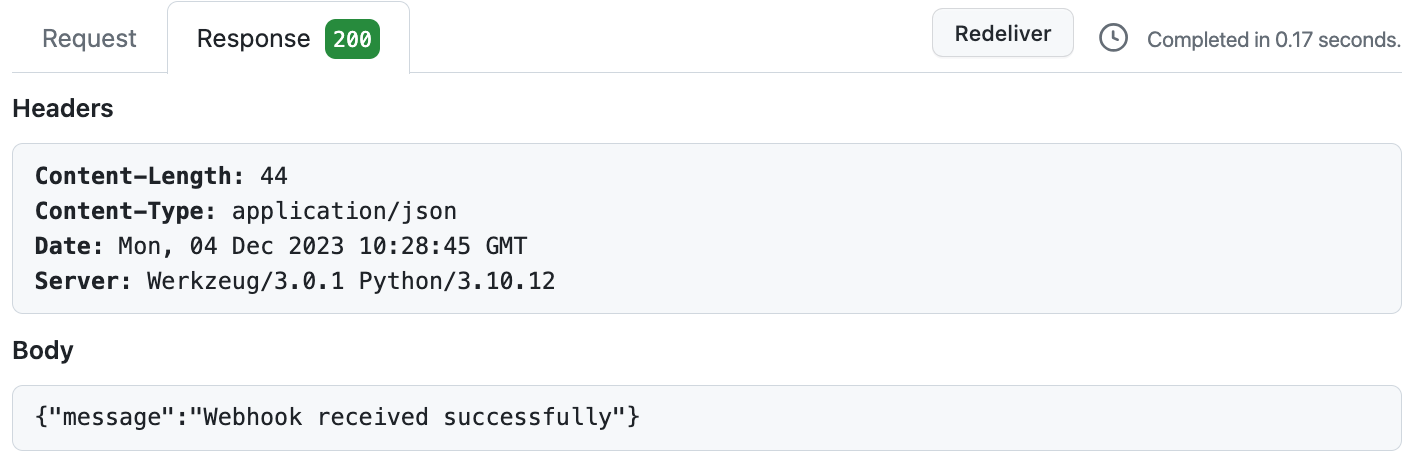 Request Response 200 Redeliver Completed in 0.17 seconds.
Headers
Content-Length: 44
Content-Type: application/json
Date: Mon, 04 Dec 2023 10:28:45 GMT
Server: Werkzeug/3.0.1 Python/3.10.12
Body
{"message":"Webhook received successfully"}